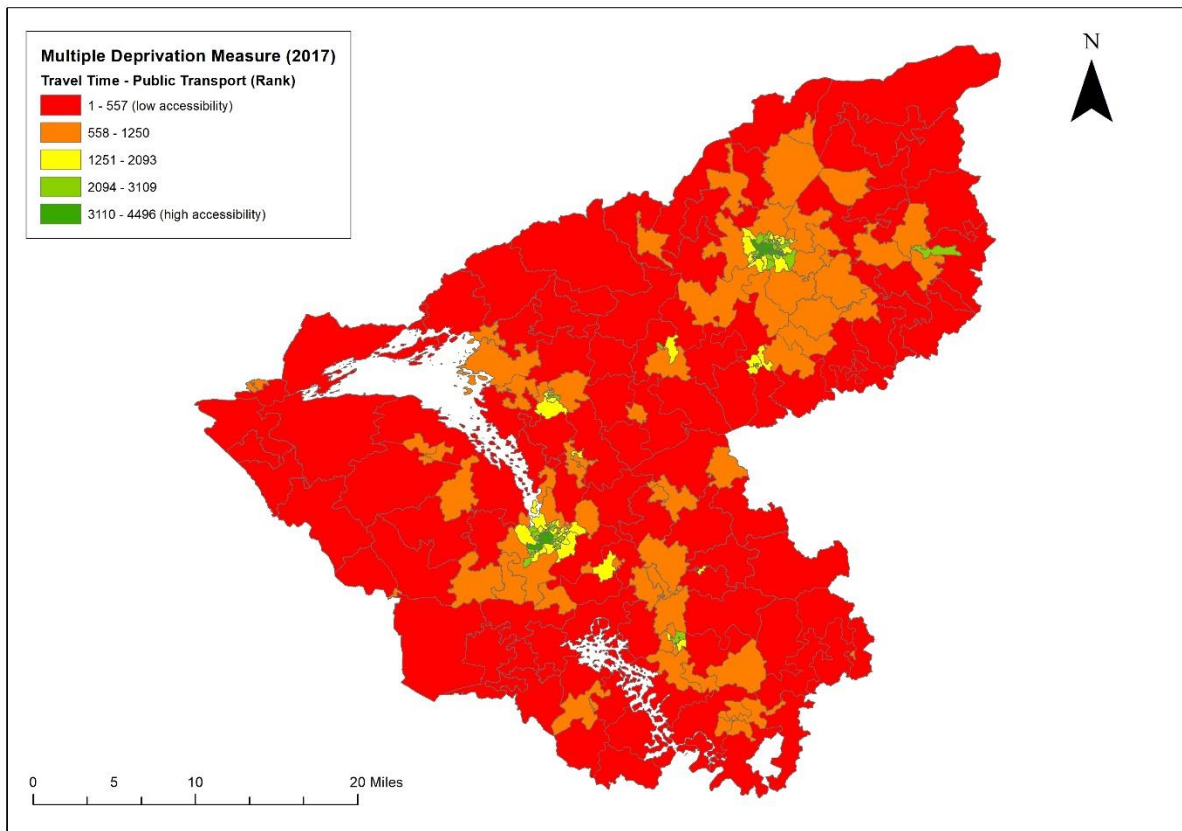 Multiple Deprivation Measure (2017)
Travel Time - Public Transport (Rank)
1 - 557 (low accessibility)
558 - 1250
1251 - 2093
2094 - 3109
3110 - 4496 (high accessibility)
N
0 5 10 20 Miles